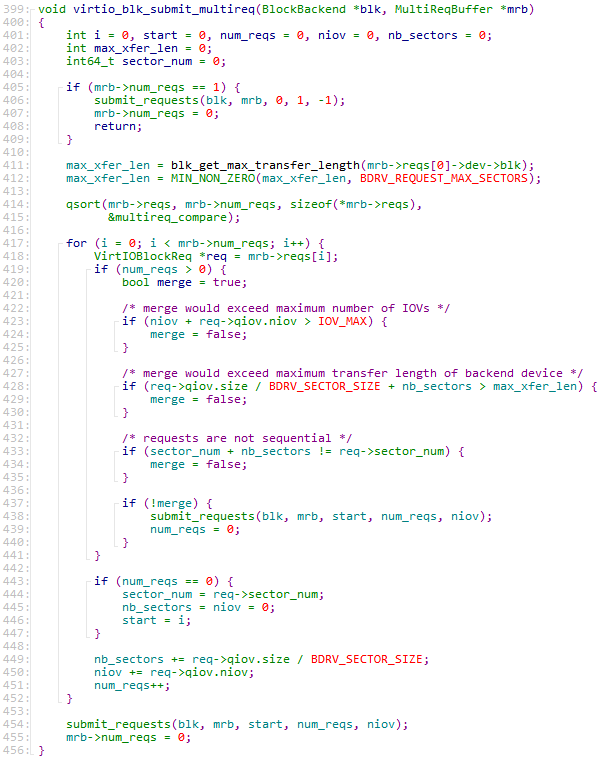 399: void virtio_blk_submit_multireq(BlockBackend *blk, MultiReqBuffer *mrb)
400: {
401:     int i = 0, start = 0, num_reqs = 0, niov = 0, nb_sectors = 0;
402:     int max_xfer_len = 0;
403:     int64_t sector_num = 0;
404:
405:     if (mrb->num_reqs == 1) {
406:         submit_requests(blk, mrb, 0, 1, -1);
407:         mrb->num_reqs = 0;
408:         return;
409:     }
410:
411:     max_xfer_len = blk_get_max_transfer_length(mrb->reqs[0]->dev->blk);
412:     max_xfer_len = MIN_NON_ZERO(max_xfer_len, BDRV_REQUEST_MAX_SECTORS);
413:
414:     qsort(mrb->reqs, mrb->num_reqs, sizeof(*mrb->reqs),
415:           &multireq_compare);
416:
417:     for (i = 0; i < mrb->num_reqs; i++) {
418:         VirtIOBlockReq *req = mrb->reqs[i];
419:         if (num_reqs > 0) {
420:             bool merge = true;
421:
422:             /* merge would exceed maximum number of IOVs */
423:             if (niov + req->qiov.niov > IOV_MAX) {
424:                 merge = false;
425:             }
426:
427:             /* merge would exceed maximum transfer length of backend device */
428:             if (req->qiov.size / BDRV_SECTOR_SIZE + nb_sectors > max_xfer_len) {
429:                 merge = false;
430:             }
431:
432:             /* requests are not sequential */
433:             if (sector_num + nb_sectors != req->sector_num) {
434:                 merge = false;
435:             }
436:
437:             if (!merge) {
438:                 submit_requests(blk, mrb, start, num_reqs, niov);
439:                 num_reqs = 0;
440:             }
441:         }
442:
443:         if (num_reqs == 0) {
444:             sector_num = req->sector_num;
445:             nb_sectors = niov = 0;
446:             start = i;
447:         }
448:
449:         nb_sectors += req->qiov.size / BDRV_SECTOR_SIZE;
450:         niov += req->qiov.niov;
451:         num_reqs++;
452:     }
453:
454:     submit_requests(blk, mrb, start, num_reqs, niov);
455:     mrb->num_reqs = 0;
456: }